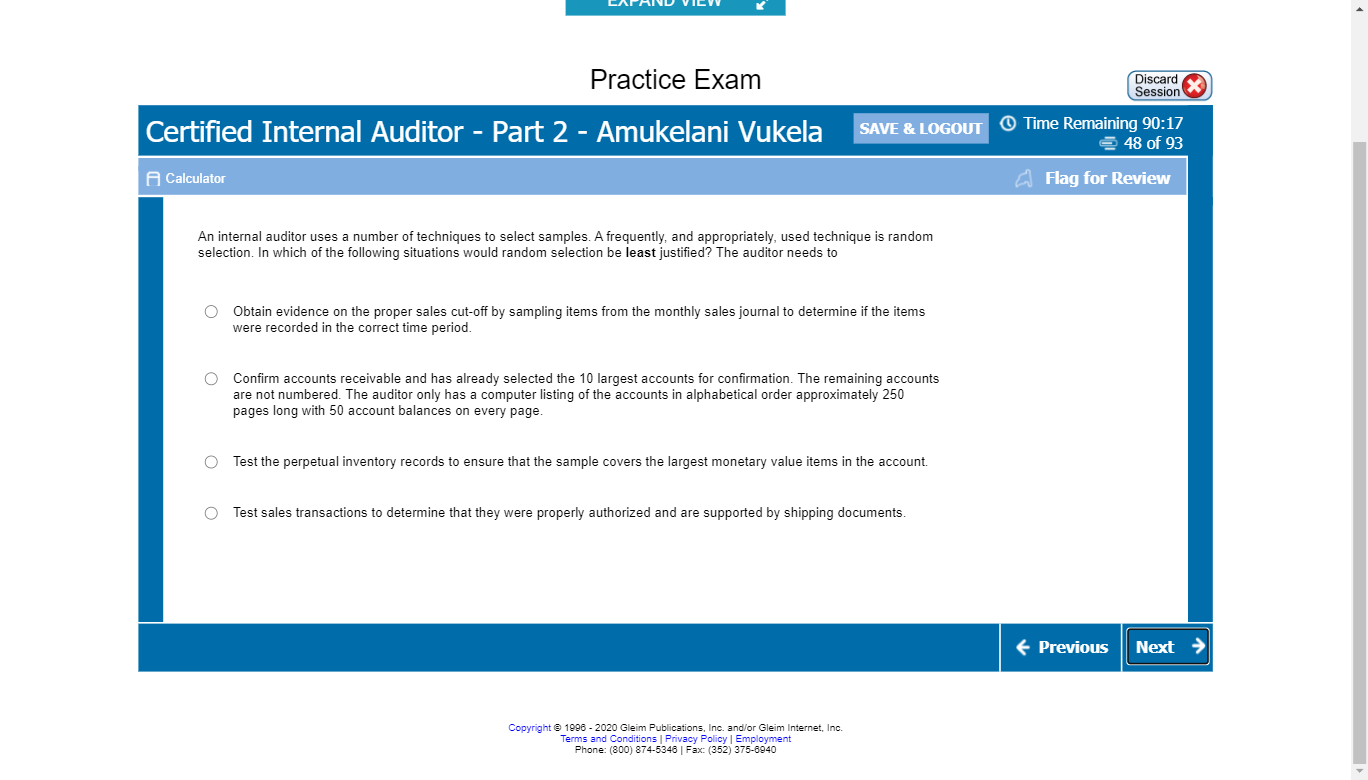 EXPAND VIEW
Practice Exam
Discard
Session
Certified Internal Auditor - Part 2 - Amukelani Vukela
SAVE & LOGOUT
Time Remaining 90:17
48 of 93
Calculator
Flag for Review
An internal auditor uses a number of techniques to select samples. A frequently, and appropriately, used technique is random
selection. In which of the following situations would random selection be least justified? The auditor needs to
Obtain evidence on the proper sales cut-off by sampling items from the monthly sales journal to determine if the items
were recorded in the correct time period.
Confirm accounts receivable and has already selected the 10 largest accounts for confirmation. The remaining accounts
are not numbered. The auditor only has a computer listing of the accounts in alphabetical order approximately 250
pages long with 50 account balances on every page.
Test the perpetual inventory records to ensure that the sample covers the largest monetary value items in the account.
Test sales transactions to determine that they were properly authorized and are supported by shipping documents.
Previous
Next
Copyright © 1996 - 2020 Gleim Publications, Inc. and/or Gleim Internet, Inc.
Terms and Conditions | Privacy Policy | Employment
Phone: (800) 874-5346 | Fax: (352) 375-6940